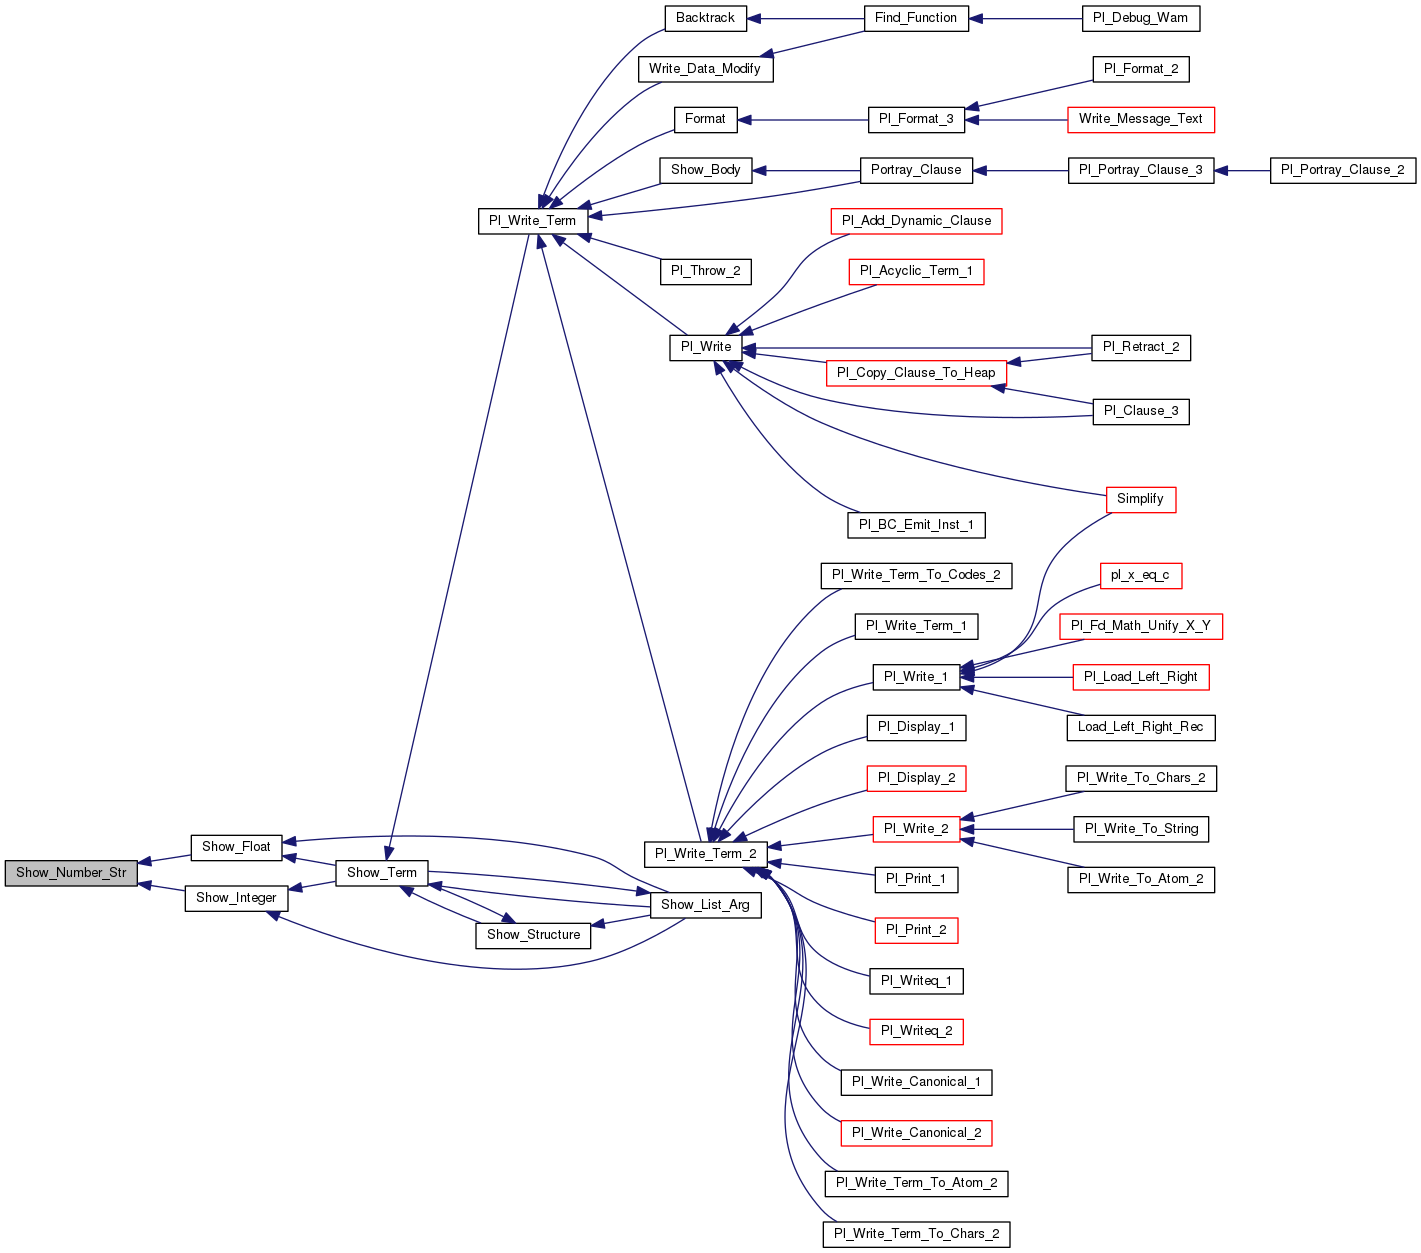 Backtrack
Find_Function
Pl_Debug_Wam
Write_Data_Modify
Pl_Format_2
Format
Pl_Format_3
Write_Message_Text
Show_Body
Portray_Clause
Pl_Portray_Clause_3
Pl_Portray_Clause_2
Pl_Write_Term
Pl_Add_Dynamic_Clause
Pl_Throw_2
Pl_Acyclic_Term_1
Pl_Write
Pl_Retract_2
Pl_Copy_Clause_To_Heap
Pl_Clause_3
Simplify
Pl_BC_Emit_Inst_1
Pl_Write_Term_To_Codes_2
pl_x_eq_c
Pl_Write_Term_1
Pl_Fd_Math_Unify_X_Y
Pl_Write_1
Pl_Load_Left_Right
Pl_Display_1
Load_Left_Right_Rec
Pl_Display_2
Pl_Write_To_Chars_2
Pl_Write_2
Pl_Write_To_String
Show_Float
Pl_Write_Term_2
Show_Number_Str
Show_Term
Pl_Print_1
Pl_Write_To_Atom_2
Show_Integer
Show_List_Arg
Show_Structure
Pl_Print_2
Pl_Writeq_1
Pl_Writeq_2
Pl_Write_Canonical_1
Pl_Write_Canonical_2
Pl_Write_Term_To_Atom_2
Pl_Write_Term_To_Chars_2